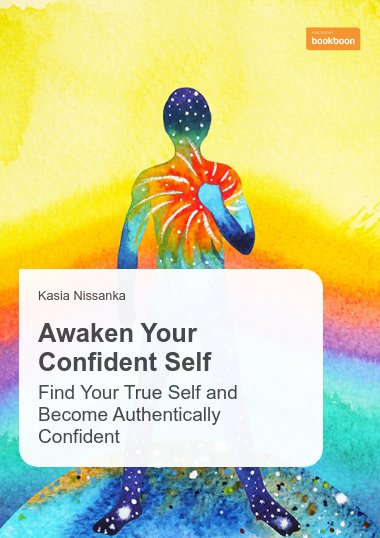 bookboon
Kasia Nissanka
Awaken Your
Confident Self
Find Your True Self and
Become Authentically
Confident